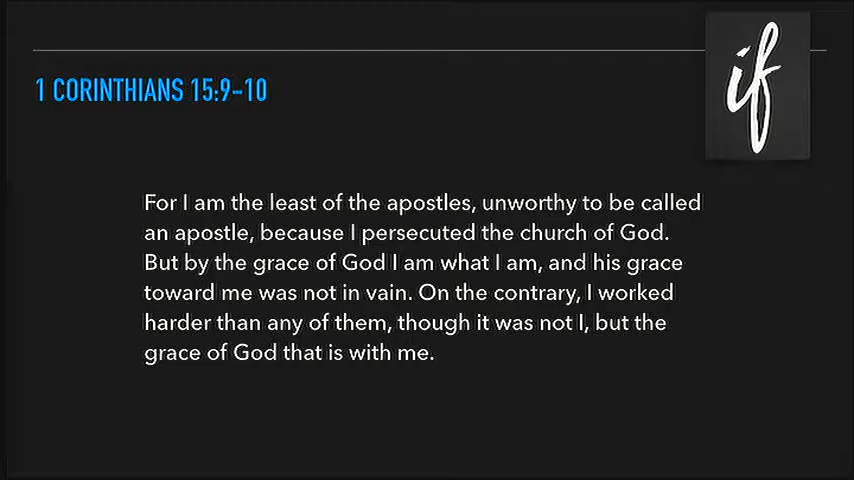 if
1 CORINTHIANS 15:9-10
For I am the least of the apostles, unworthy to be called
an apostle, because I persecuted the church of God.
But by the grace of God I am what I am, and his grace
toward me was not in vain. On the contrary, I worked
harder than any of them, though it was not I, but the
grace of God that is with me.